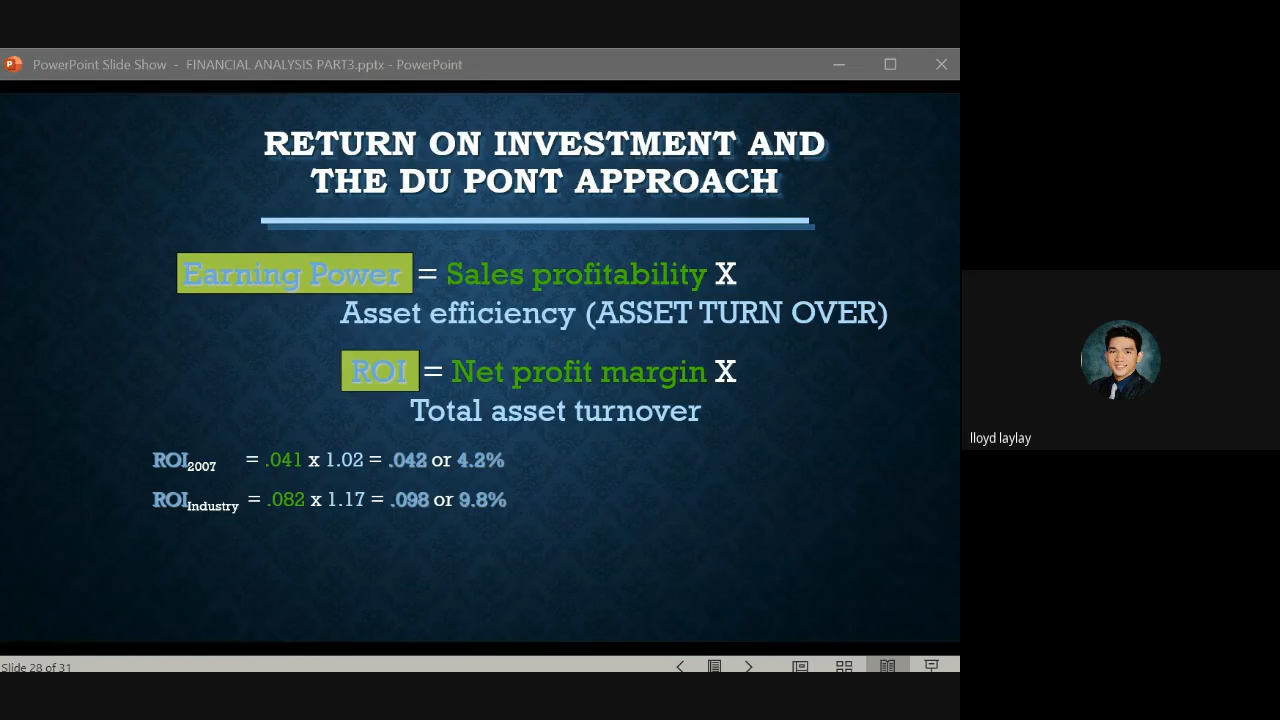 PowerPoint Slide Show - FINANCIAL ANALYSIS PART3.pptx - PowerPoint
RETURN ON INVESTMENT AND
THE DU PONT APPROACH
Earning Power = Sales profitability X
Asset efficiency (ASSET TURN OVER)
ROI = Net profit margin X
Total asset turnover
ROI2007 = .041 x 1.02 = .042 or 4.2%
ROIIndustry = .082 x 1.17 = .098 or 9.8%
lloyd laylay
Slide 28 of 31